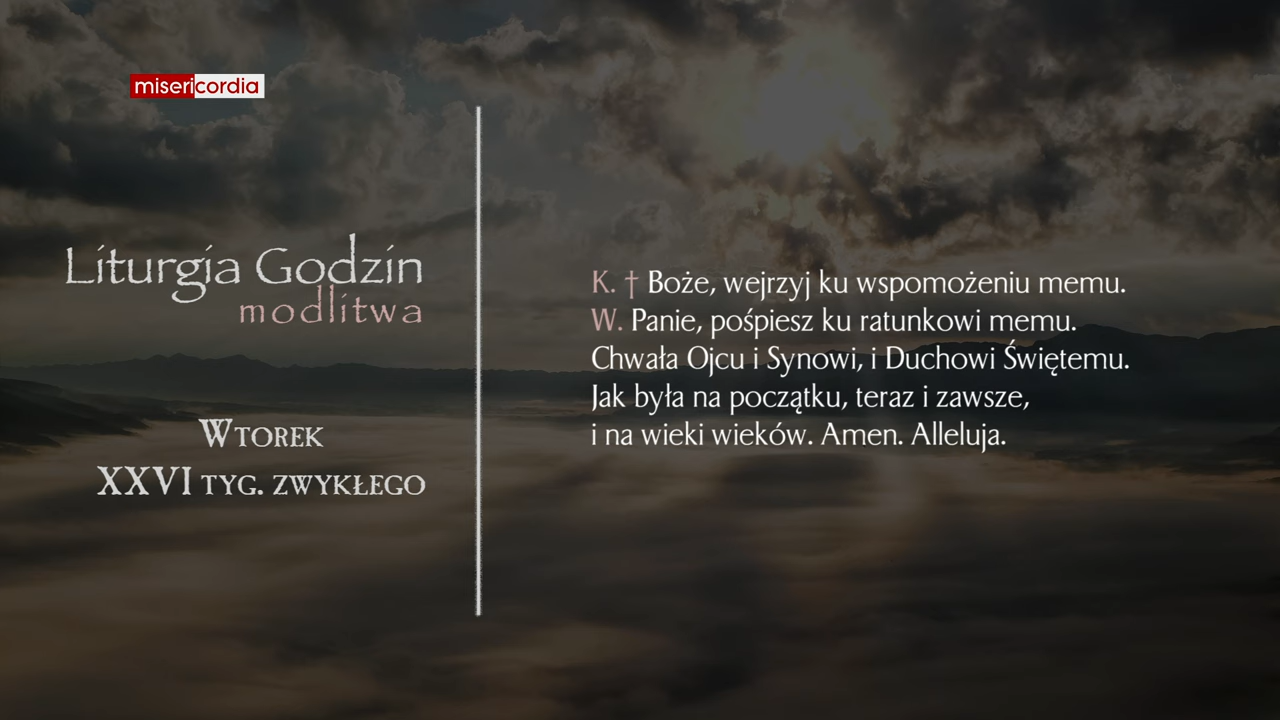 misericordia
Liturgia Godzin
modlitwa
Wtorek
XXVI tyg. zwykłego
K. † Boże, wejrzyj ku wspomożeniu memu.
W. Panie, pośpiesz ku ratunkowi memu.
Chwała Ojcu i Synowi, i Duchowi Świętemu.
Jak była na początku, teraz i zawsze,
i na wieki wieków. Amen. Alleluja.